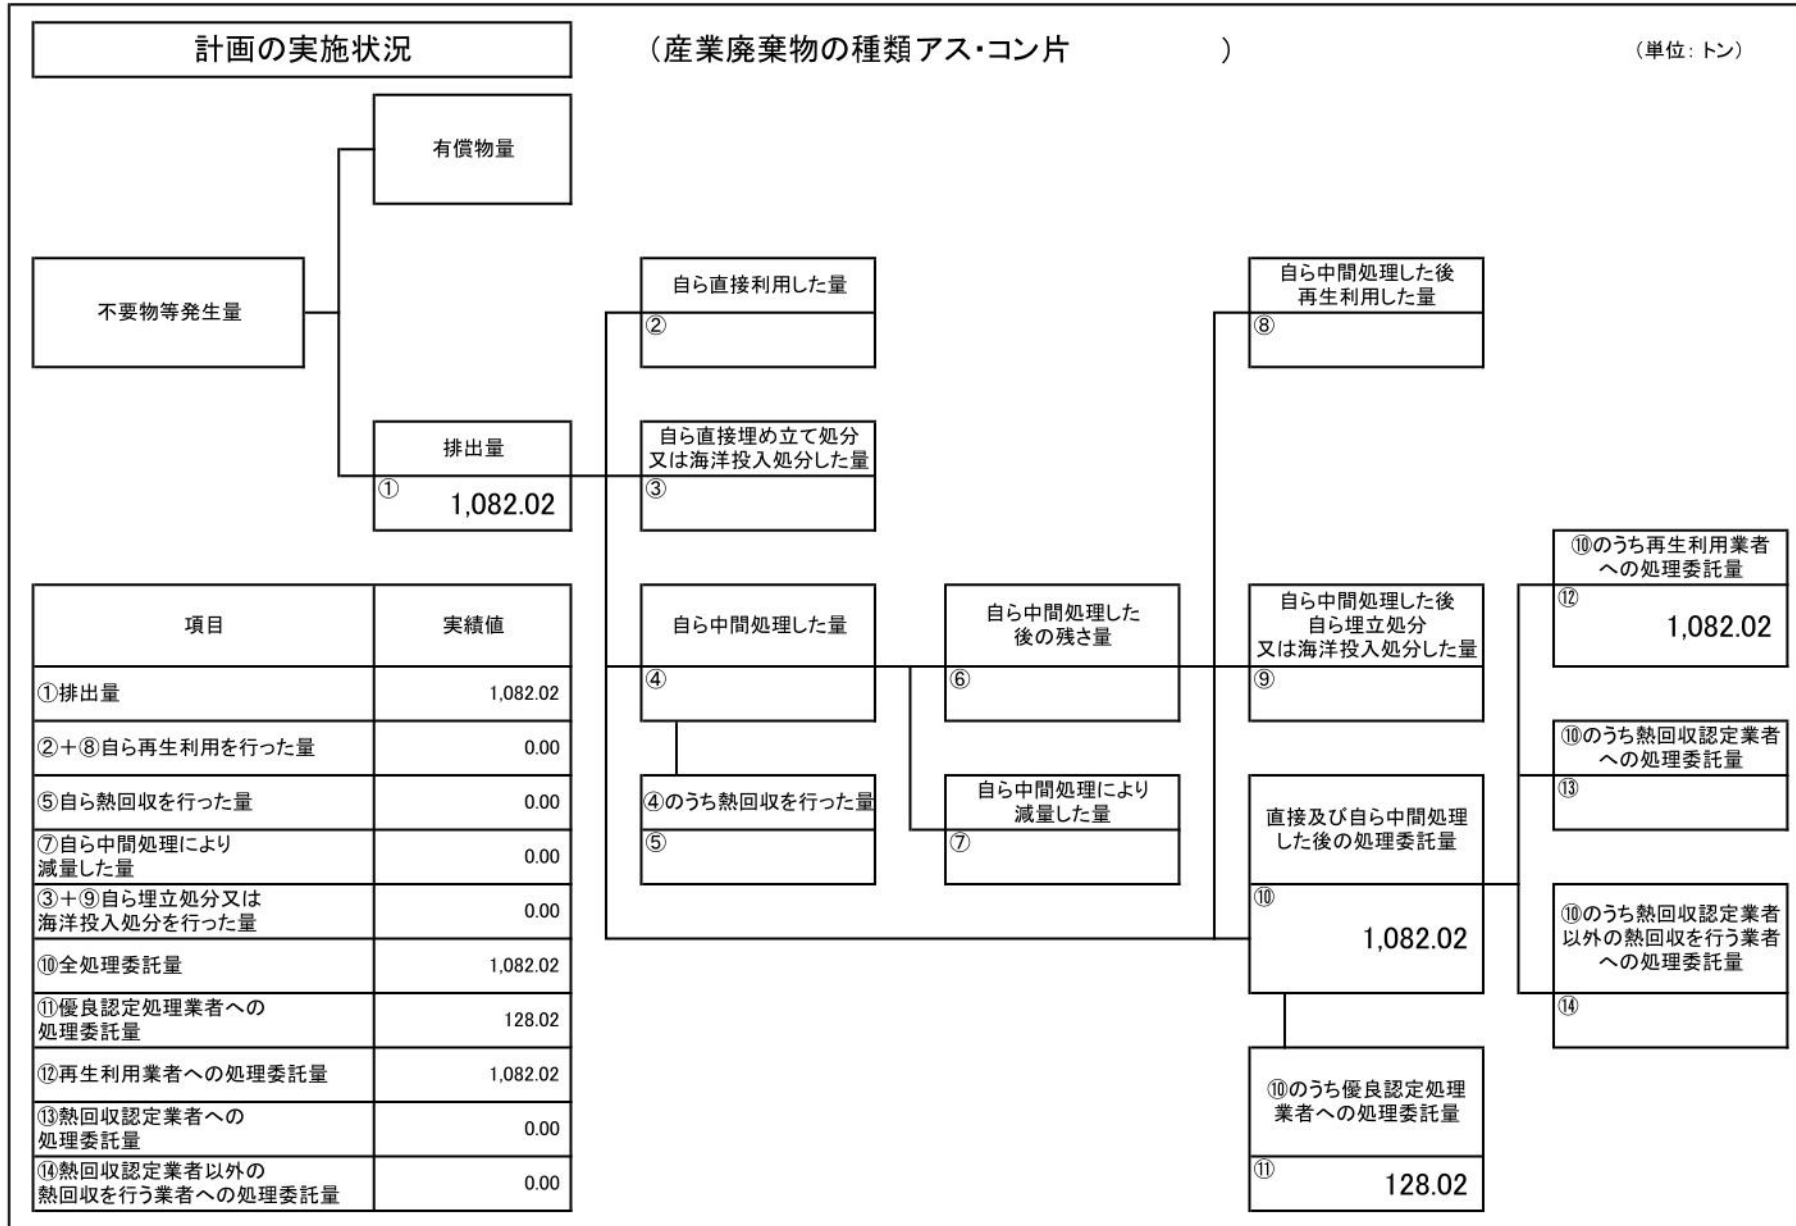 計画の実施状況
（産業廃棄物の種類アス・コン片　　　　）
（単位：トン）
有償物量
不要物等発生量
排出量
①
1,082.02
自ら直接利用した量
②
自ら直接埋め立て処分
又は海洋投入処分した量
③
自ら中間処理した量
④
④のうち熱回収を行った量
⑤
自ら中間処理した
後の残さ量
⑥
自ら中間処理により
減量した量
⑦
自ら中間処理した後
再生利用した量
⑧
自ら中間処理した後
自ら埋立処分
又は海洋投入処分した量
⑨
直接及び自ら中間処理
した後の処理委託量
⑩
1,082.02
⑩のうち優良認定処理
業者への処理委託量
⑪
128.02
⑩のうち再生利用業者
への処理委託量
⑫
1,082.02
⑩のうち熱回収認定業者
への処理委託量
⑬
⑩のうち熱回収認定業者
以外の熱回収を行う業者
への処理委託量
⑭
項目 実績値
①排出量 1,082.02
②＋⑧自ら再生利用を行った量 0.00
⑤自ら熱回収を行った量 0.00
⑦自ら中間処理により
減量した量 0.00
③＋⑨自ら埋立処分又は
海洋投入処分を行った量 0.00
⑩全処理委託量 1,082.02
⑪優良認定処理業者への
処理委託量 128.02
⑫再生利用業者への処理委託量 1,082.02
⑬熱回収認定業者への
処理委託量 0.00
⑭熱回収認定業者以外の
熱回収を行う業者への処理委託量 0.00